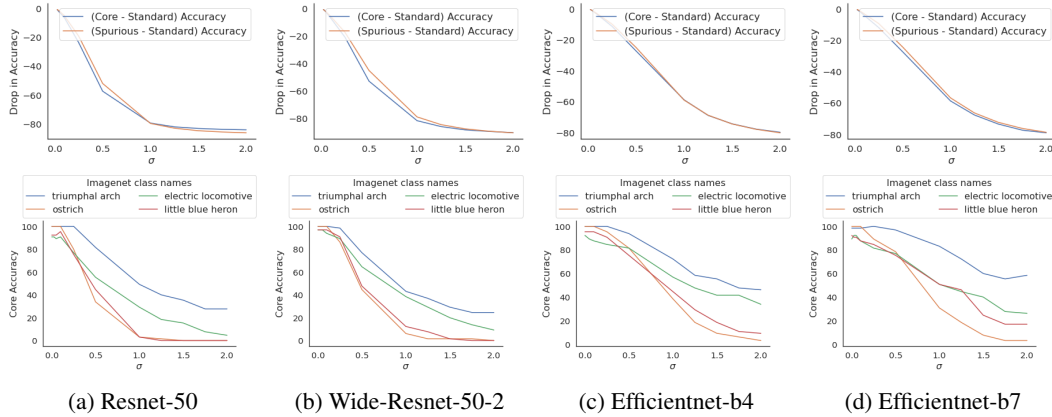 0
−20
−40
−60
−80
0.0 0.5 1.0 1.5 2.0
σ
Drop in Accuracy
(Core - Standard) Accuracy
(Spurious - Standard) Accuracy
0
−20
−40
−60
−80
0.0 0.5 1.0 1.5 2.0
σ
Drop in Accuracy
(Core - Standard) Accuracy
(Spurious - Standard) Accuracy
0
−20
−40
−60
−80
0.0 0.5 1.0 1.5 2.0
σ
Drop in Accuracy
(Core - Standard) Accuracy
(Spurious - Standard) Accuracy
0
−20
−40
−60
−80
0.0 0.5 1.0 1.5 2.0
σ
Drop in Accuracy
(Core - Standard) Accuracy
(Spurious - Standard) Accuracy
Imagenet class names
triumphal arch electric locomotive
ostrich little blue heron
100
80
60
40
20
0
0.0 0.5 1.0 1.5 2.0
σ
Core Accuracy
Imagenet class names
triumphal arch electric locomotive
ostrich little blue heron
100
80
60
40
20
0
0.0 0.5 1.0 1.5 2.0
σ
Core Accuracy
Imagenet class names
triumphal arch electric locomotive
ostrich little blue heron
100
80
60
40
20
0
0.0 0.5 1.0 1.5 2.0
σ
Core Accuracy
Imagenet class names
triumphal arch electric locomotive
ostrich little blue heron
100
80
60
40
20
0
0.0 0.5 1.0 1.5 2.0
σ
Core Accuracy
(a) Resnet-50
(b) Wide-Resnet-50-2
(c) Efficientnet-b4
(d) Efficientnet-b7